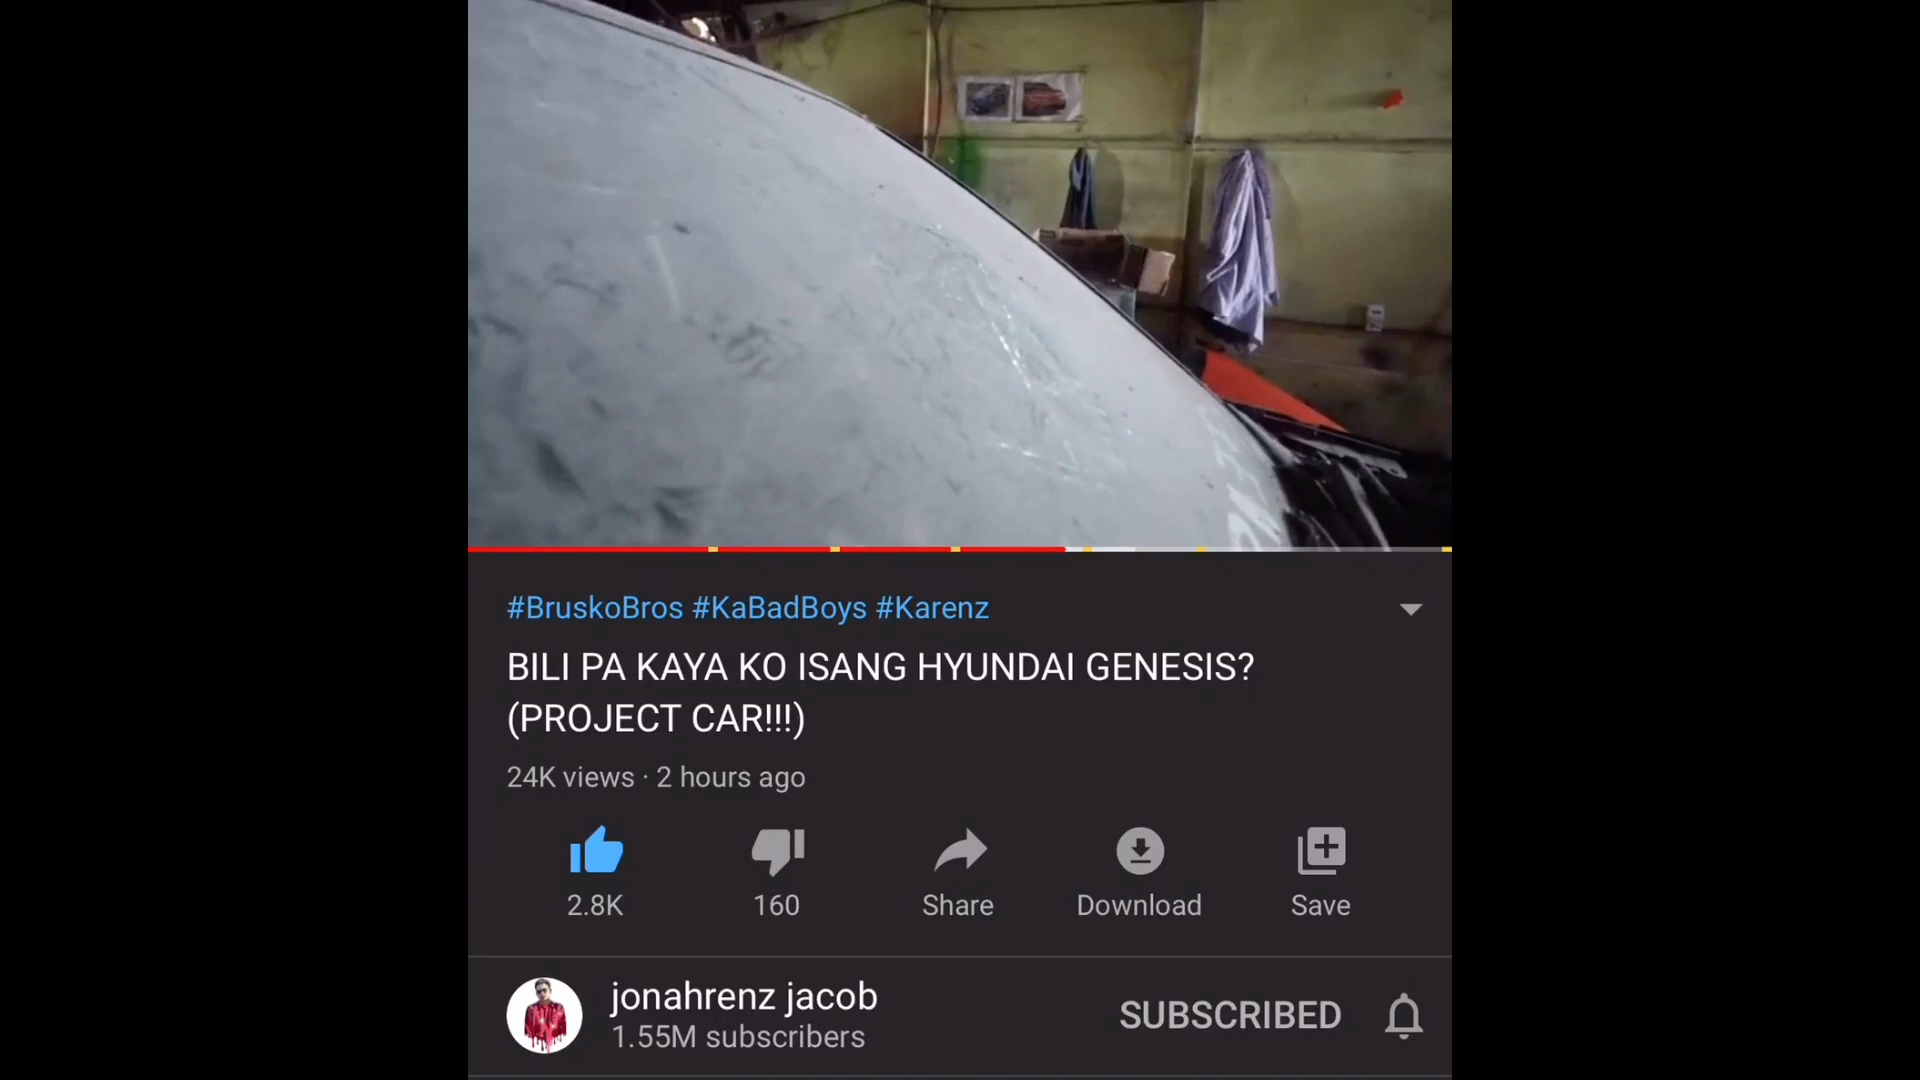 #BruskoBros #KaBadBoys #Karenz
BILI PA KAYA KO ISANG HYUNDAI GENESIS?
(PROJECT CAR!!!)
24K views · 2 hours ago
2.8K
160
Share
Download
Save
jonahrenz jacob
1.55M subscribers
SUBSCRIBED